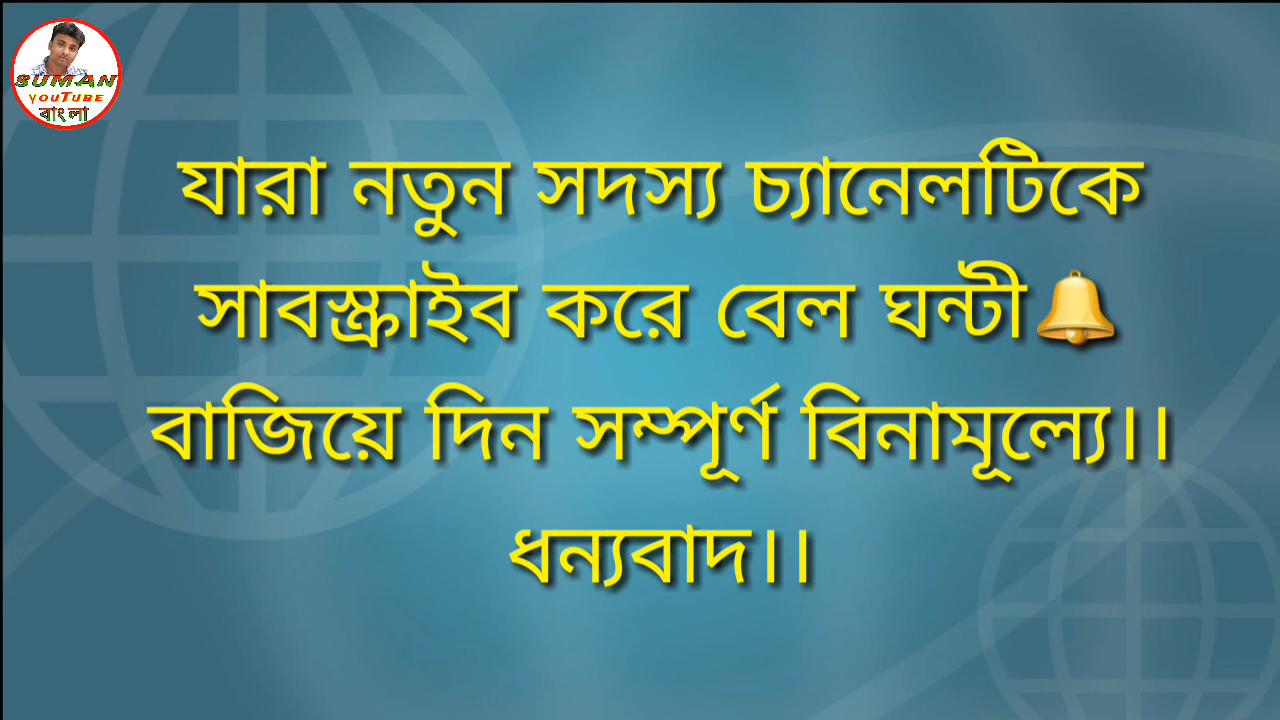 SUMAN
YOUTUBE
বাংলা
যারা নতুন সদস্য চ্যানেলটিকে
সাবস্ক্রাইব করে বেল ঘন্টী🔔
বাজিয়ে দিন সম্পূর্ণ বিনামূল্যে।।
ধন্যবাদ।।